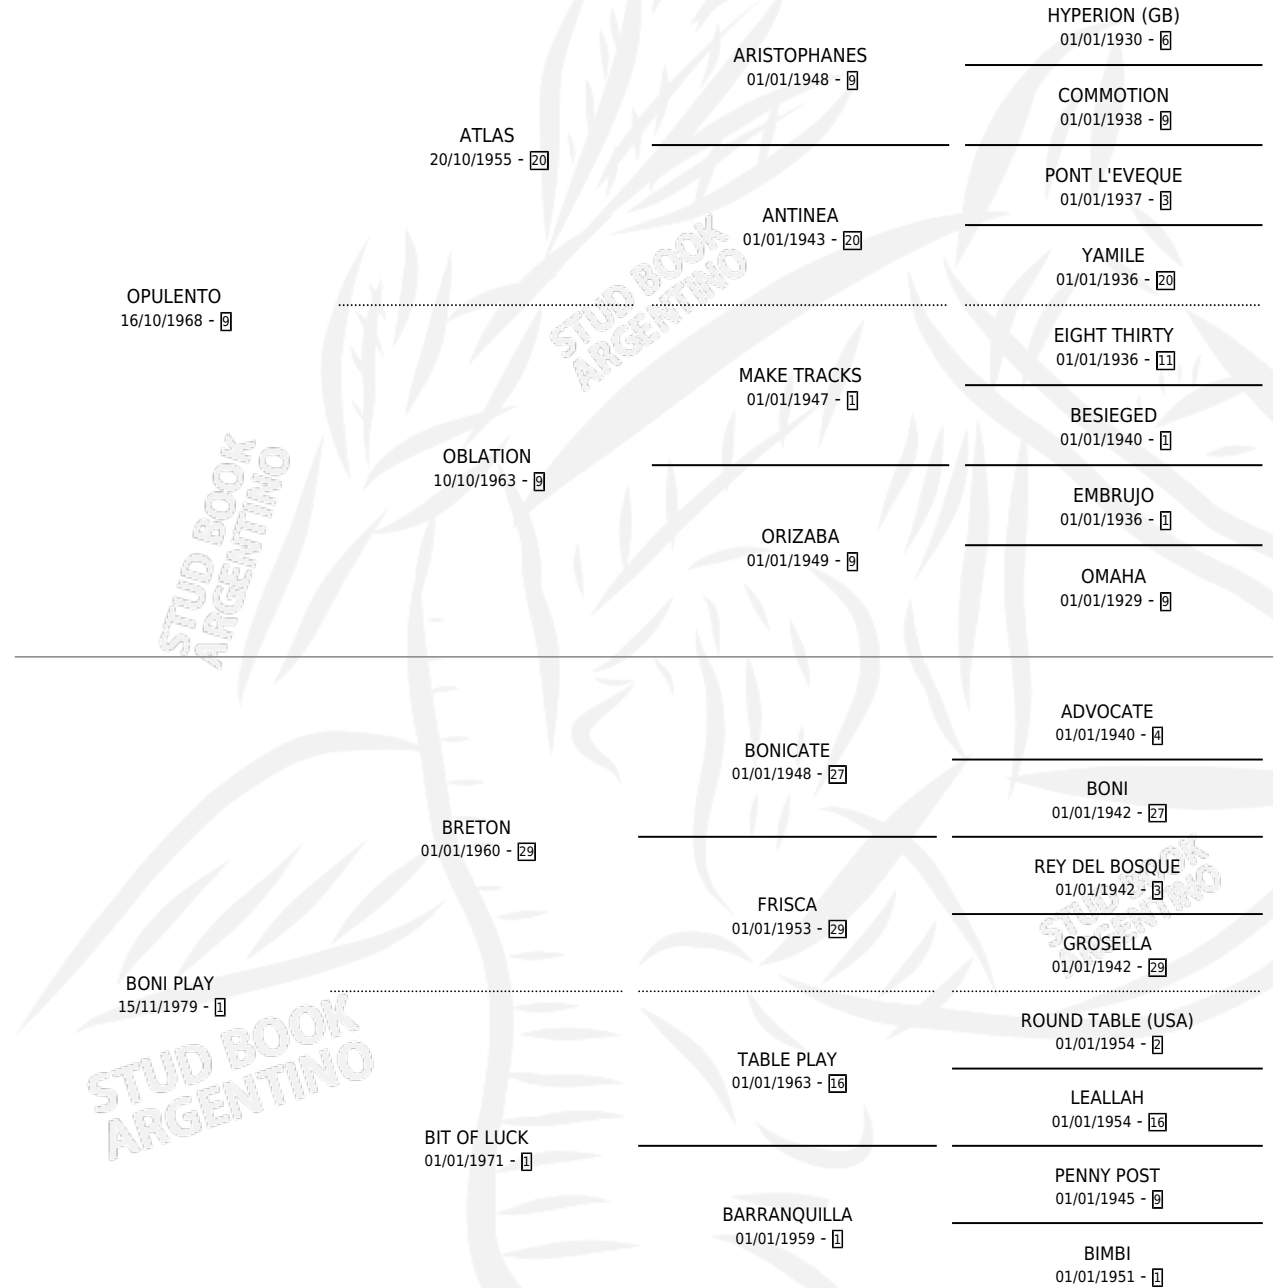 HYPERION (GB)
01/01/1930 - 6
ARISTOPHANES
01/01/1948 - 9
COMMOTION
01/01/1938 - 9
ATLAS
20/10/1955 - 20
PONT L'EVEQUE
01/01/1937 - 3
ANTINEA
01/01/1943 - 20
YAMILE
01/01/1936 - 20
OPULENTO
16/10/1968 - 9
STUD BOOK
ARGENTINO
EIGHT THIRTY
01/01/1936 - 11
MAKE TRACKS
01/01/1947 - 1
BESIEGED
01/01/1940 - 1
OBLATION
10/10/1963 - 9
EMBRUJO
01/01/1936 - 1
ORIZABA
01/01/1949 - 9
OMAHA
01/01/1929 - 9
STUD BOOK
ARGENTINO
ADVOCATE
01/01/1940 - 4
BONICATE
01/01/1948 - 27
BONI
01/01/1942 - 27
BRETON
01/01/1960 - 29
REY DEL BOSQUE
01/01/1942 - 3
FRISCA
01/01/1953 - 29
GROSELLA
01/01/1942 - 29
STUD BOOK
ARGENTINO
BONI PLAY
15/11/1979 - 1
ROUND TABLE (USA)
01/01/1954 - 2
TABLE PLAY
01/01/1963 - 16
LEALLAH
01/01/1954 - 16
STUD BOOK
ARGENTINO
BIT OF LUCK
01/01/1971 - 1
PENNY POST
01/01/1945 - 9
BARRANQUILLA
01/01/1959 - 1
BIMBI
01/01/1951 - 1